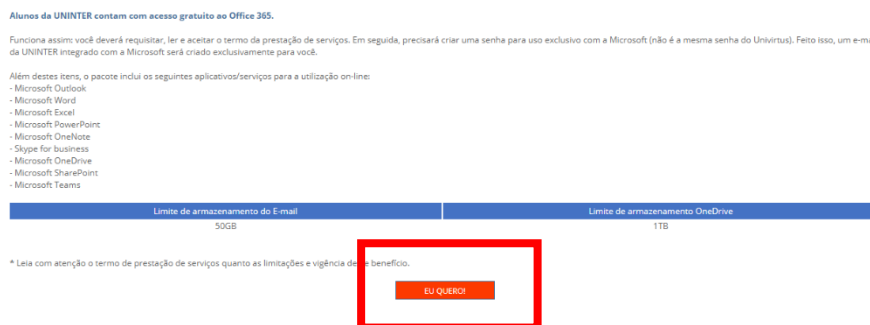 Alunos da UNINTER contam com acesso gratuito ao Office 365.
Funciona assim: você deverá requisitar, ler e aceitar o termo da prestação de serviços. Em seguida, precisará criar uma senha para uso exclusivo com a Microsoft (não é a mesma senha do Univirtus). Feito isso, um
da UNINTER integrado com a Microsoft será criado exclusivamente para você.
Além destes itens, o pacote inclui os seguintes aplicativos/serviços para a utilização on-line:
- Microsoft Outlook
- Microsoft Word
- Microsoft Excel
- Microsoft PowerPoint
- Microsoft OneNote
- Skype for business
- Microsoft OneDrive
- Microsoft SharePoint
- Microsoft Teams
Limite de armazenamento do E-mail Limite de armazenamento OneDrive
50GB 1TB
* Leia com atenção o termo de prestação de serviços quanto as limitações e vigência benefício.
EU QUERO!